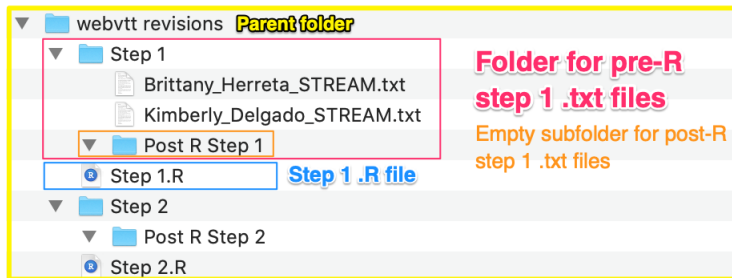 webvtt revisions Parent folder
Step 1
Brittany_Herreta_STREAM.txt
Kimberly_Delgado_STREAM.txt
Post R Step 1
Folder for pre-R
step 1 .txt files
Empty subfolder for post-R
step 1 .txt files
Step 1.R Step 1 .R file
Step 2
Post R Step 2
Step 2.R